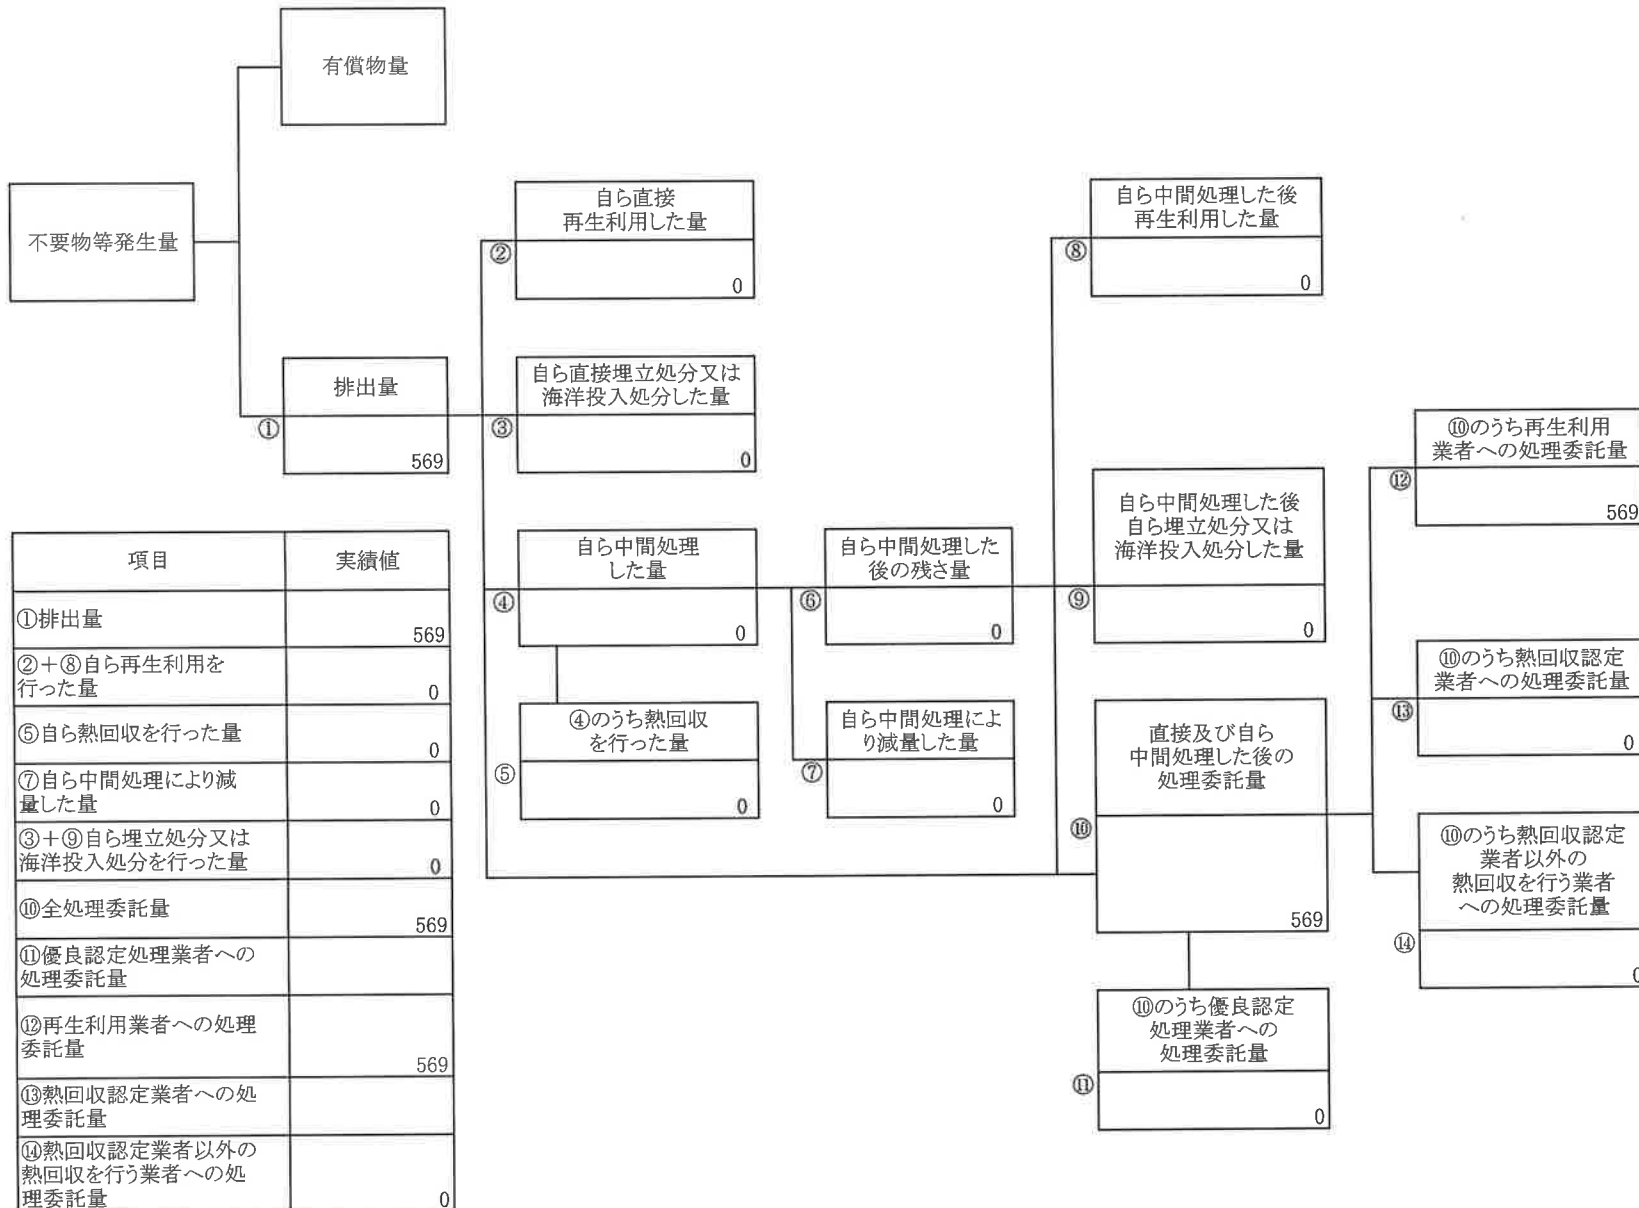 有償物量
不要物等発生量
排出量
①
569
自ら直接
再生利用した量
②
0
自ら直接埋立処分又は
海洋投入処分した量
③
0
自ら中間処理
した量
④
0
④のうち熱回収
を行った量
⑤
0
自ら中間処理した
後の残さ量
⑥
0
自ら中間処理によ
り減量した量
⑦
0
自ら中間処理した後
再生利用した量
⑧
0
自ら中間処理した後
自ら埋立処分又は
海洋投入処分した量
⑨
0
直接及び自ら
中間処理した後の
処理委託量
⑩
569
⑩のうち優良認定
処理業者への
処理委託量
⑪
0
⑩のうち再生利用
業者への処理委託量
⑫
569
⑩のうち熱回収認定
業者への処理委託量
⑬
0
⑩のうち熱回収認定
業者以外の
熱回収を行う業者
への処理委託量
⑭
0
項目 実績値
①排出量
569
②+⑧自ら再生利用を
行った量 0
⑤自ら熱回収を行った量
0
⑦自ら中間処理により減
量した量 0
③+⑨自ら埋立処分又は
海洋投入処分を行った量 0
⑩全処理委託量
569
⑪優良認定処理業者への
処理委託量
⑫再生利用業者への処理
委託量
569
⑬熱回収認定業者への処
理委託量
⑭熱回収認定業者以外の
熱回収を行う業者への処
理委託量 0